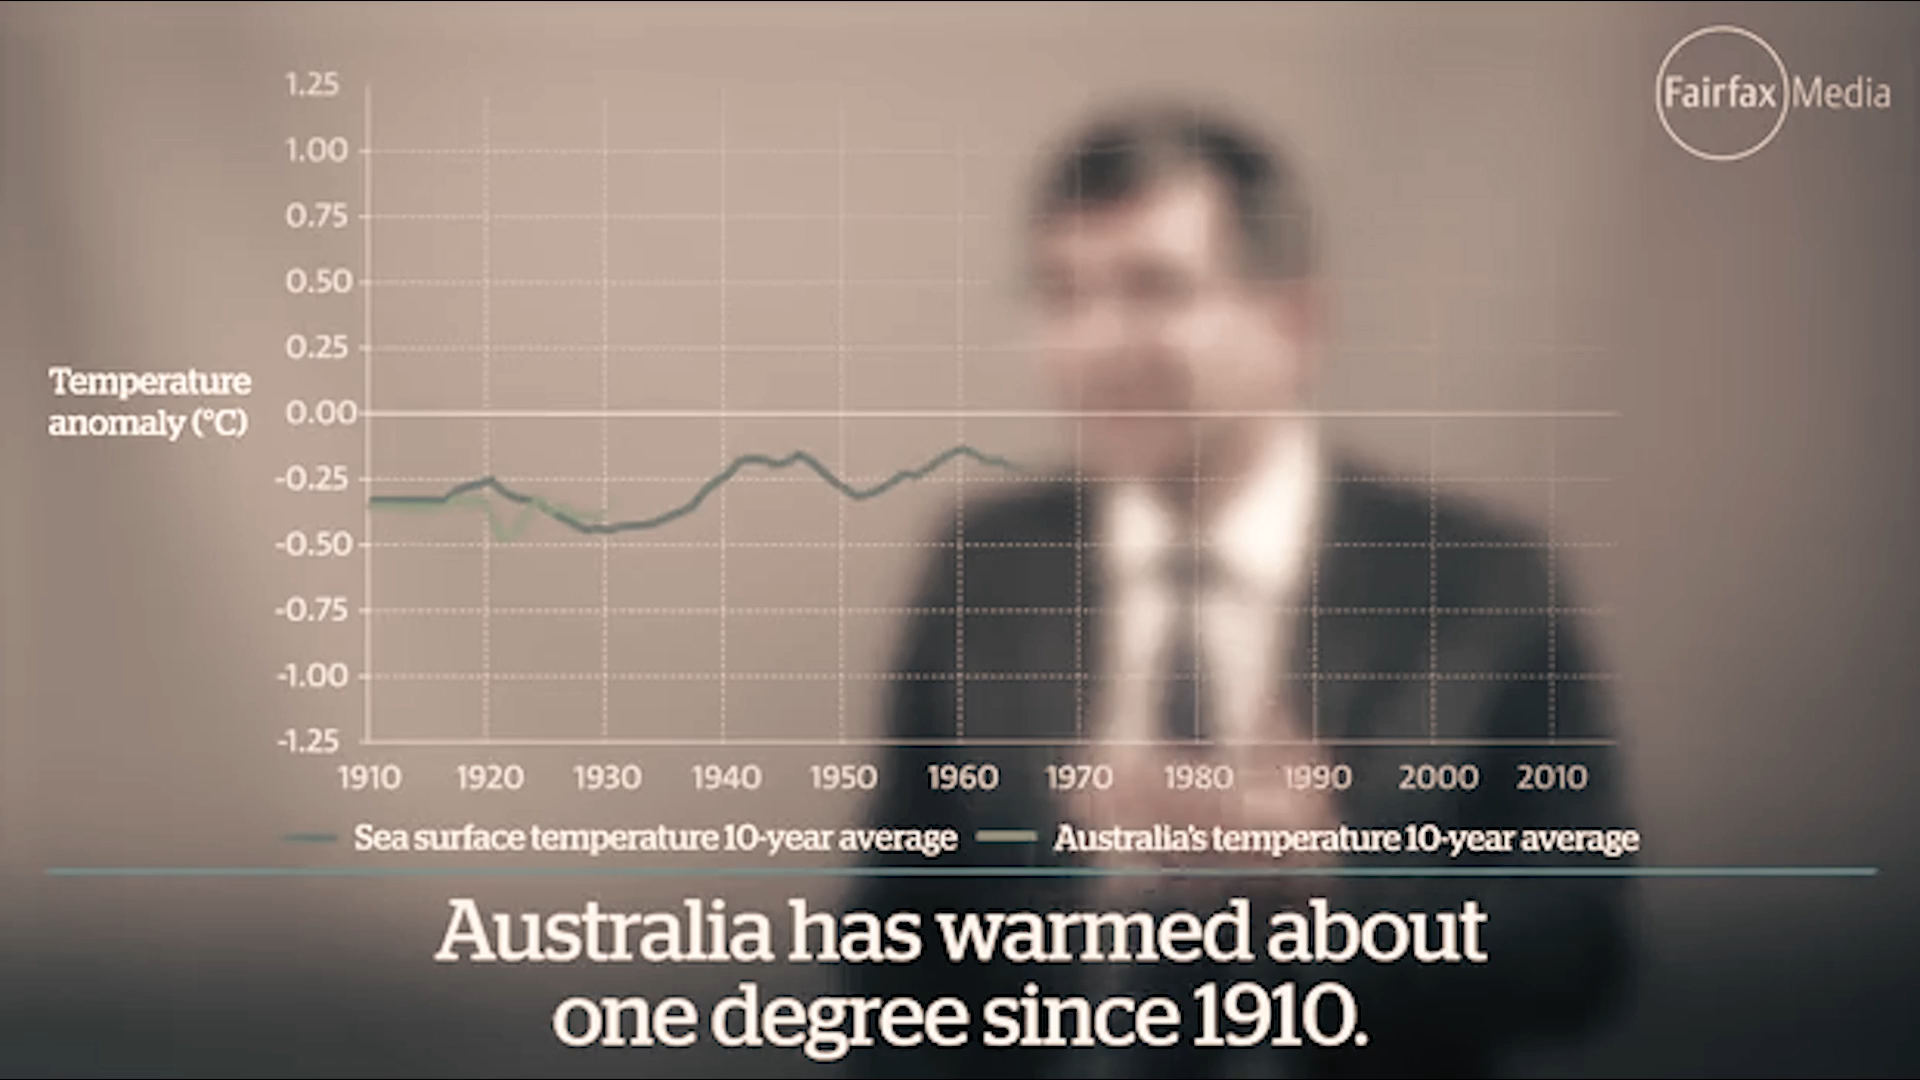 Fairfax Media
1.25
1.00
0.75
0.50
0.25
0.00
-0.25
-0.50
-0.75
-1.00
-1.25
Temperature
anomaly (°C)
1910 1920 1930 1940 1950 1960 1970 1980 1990 2000 2010
Sea surface temperature 10-year average Australia's temperature 10-year average
Australia has warmed about
one degree since 1910.